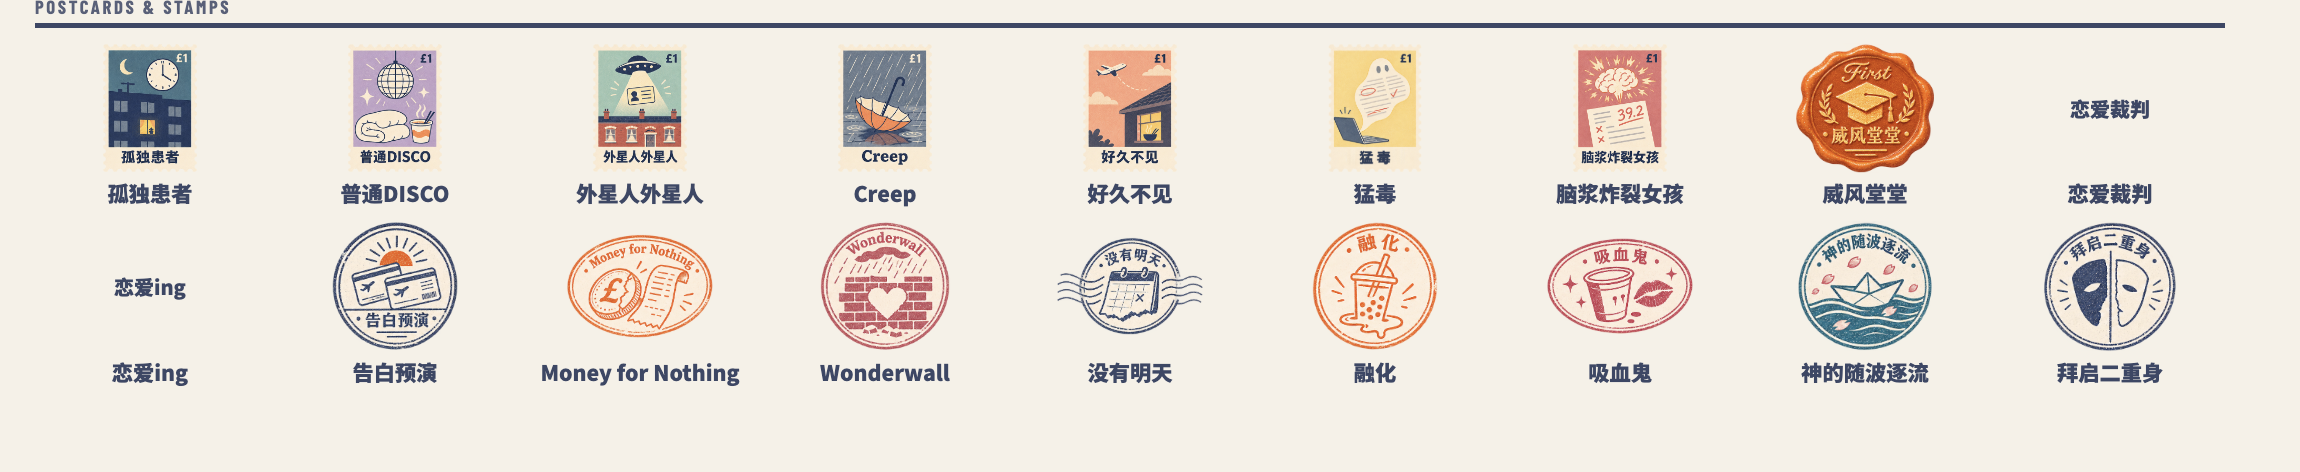 POSTCARDS & STAMPS
£1
孤独患者
孤独患者
£1
普通DISCO
普通DISCO
£1
外星人外星人
外星人外星人
£1
Creep
Creep
£1
好久不见
好久不见
£1
猛毒
猛毒
£1
39.2
脑浆炸裂女孩
脑浆炸裂女孩
First
威风堂堂
威风堂堂
恋爱裁判
恋爱裁判
恋爱ing
恋爱ing
告白预演
告白预演
Money for Nothing
£
Money for Nothing
Wonderwall
Wonderwall
没有明天
没有明天
融化
融化
吸血鬼
吸血鬼
神的随波逐流
神的随波逐流
拜启二重身
拜启二重身